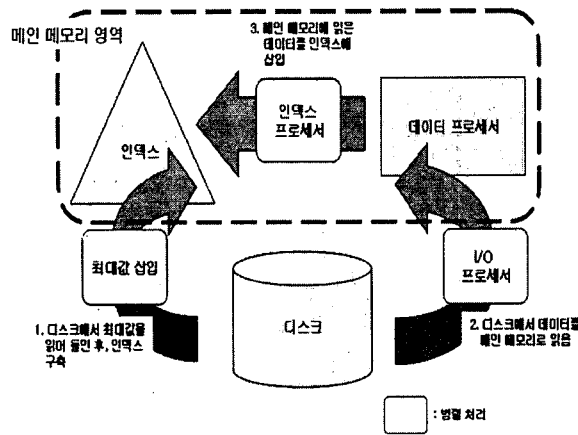 메인 메모리 영역
3. 메인 메모리에 읽은
데이터를 인덱스에
삽입
인덱스
인덱스
프로세서
데이터 프로세서
최대값 삽입
I/O
프로세서
디스크
1. 디스크에서 최대값을
읽어 들인 후, 인덱스
구축
2. 디스크에서 데이터를
메인 메모리로 읽음
: 병렬 처리